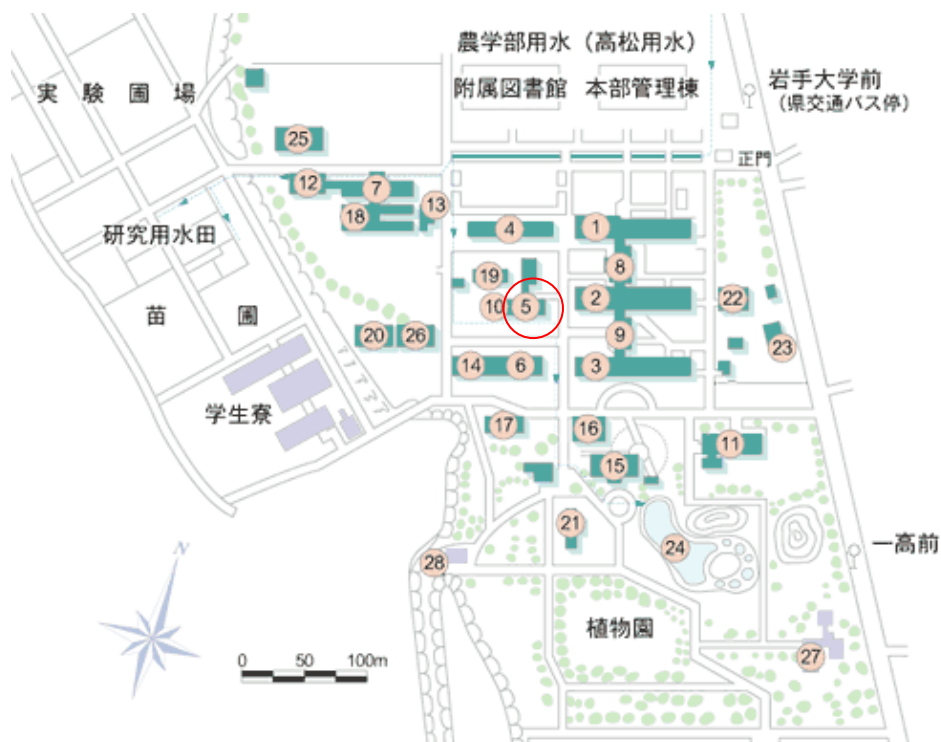 農学部用水（高松用水）
実験圃場
附属図書館
本部管理棟
岩手大学前
（県交通バス停）
正門
25
12
7
13
18
4
1
研究用水田
8
19
10
5
2
22
苗圃
20
26
9
23
14
6
3
学生寮
17
16
11
15
21
24
一高前
28
N
植物園
27
0 50 100m